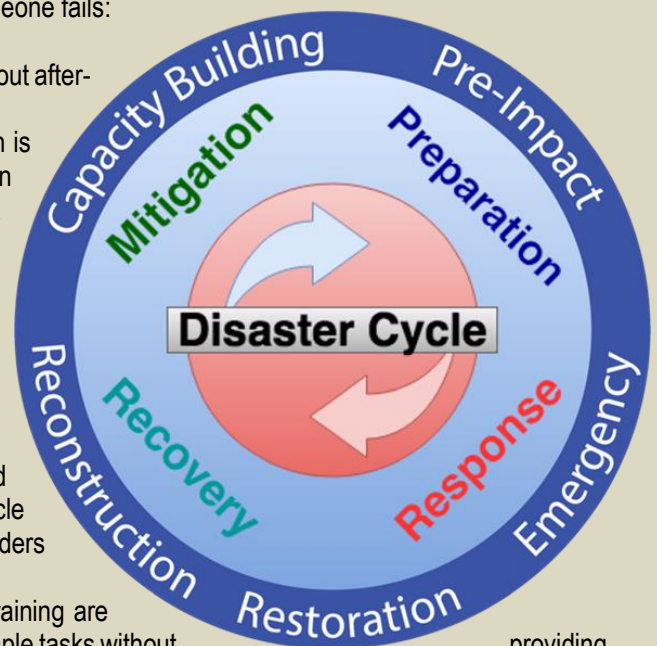 eone fails:
out after-
n is
n
Capacity Building
Pre-Impact
Mitigation
Preparation
Disaster Cycle
Recovery
Response
Reconstruction
Emergency
Restoration
d
cle
ders
raining are
ple tasks without
providing